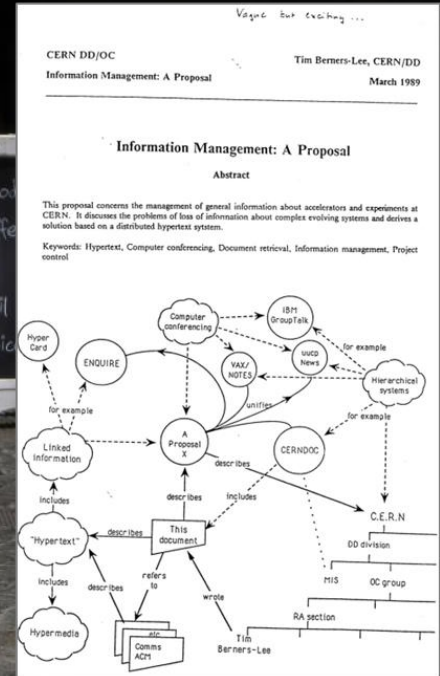 Vague but exciting ...
CERN DD/OC
Tim Berners-Lee, CERN/DD
Information Management: A Proposal
March 1989
Information Management: A Proposal
Abstract
This proposal concerns the management of general information about accelerators and experiments at
CERN. It discusses the problems of loss of information about complex evolving systems and derives a
solution based on a distributed hypertext sytstem.
Keywords: Hypertext, Computer conferencing, Document retrieval, Information management, Project
control
IBM
GroupTalk
Computer
conferencing
Hyper
Card
ENQUIRE
VAX/
NOTES
uucp
News
for example
Hierarchical
systems
unifies
for example
for example
Linked
information
A
Proposal
X
CERNDOC
describes
includes
describes
includes
C.E.R.N
"Hypertext"
describes
This
document
DD division
includes
describes
refers
to
wrote
MIS
OC group
RA section
Hypermedia
etc
Comms
ACM
Tim
Berners-Lee